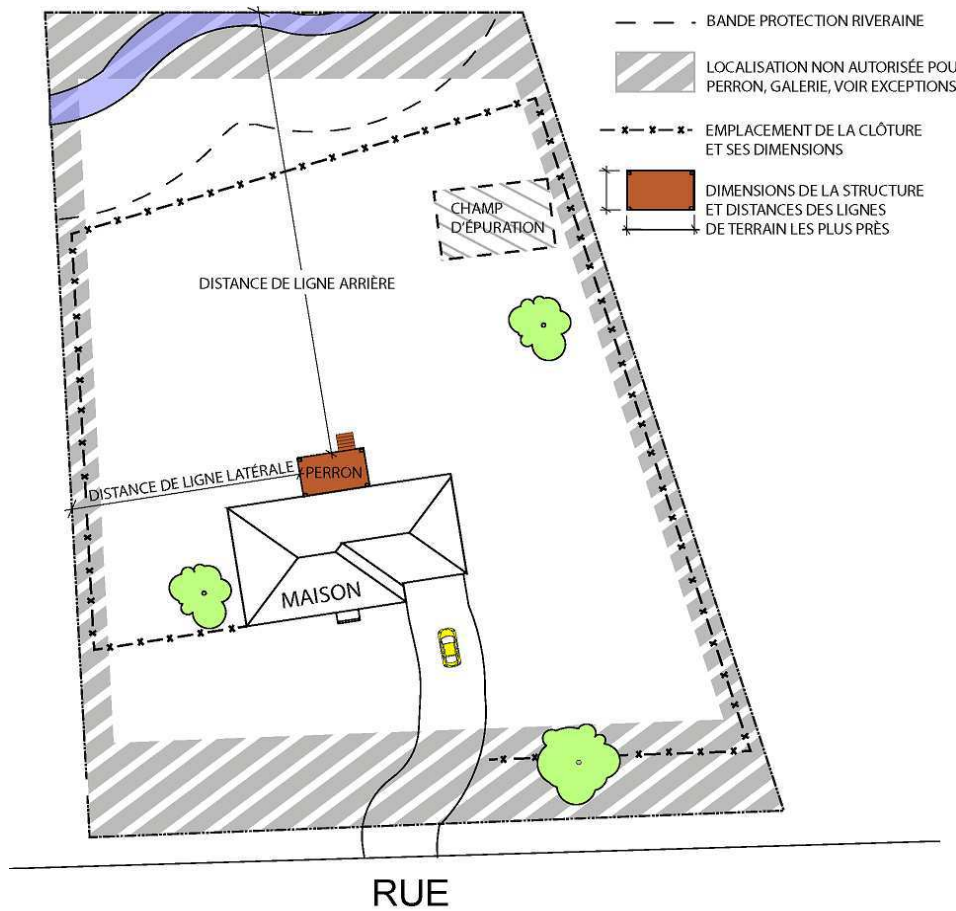 BANDE PROTECTION RIVERAINE
LOCALISATION NON AUTORISÉE POU
PERRON, GALERIE, VOIR EXCEPTIONS
EMPLACEMENT DE LA CLÔTURE
ET SES DIMENSIONS
DIMENSIONS DE LA STRUCTURE
ET DISTANCES DES LIGNES
DE TERRAIN LES PLUS PRÈS
CHAMP
D'ÉPURATION
DISTANCE DE LIGNE ARRIÈRE
DISTANCE DE LIGNE LATÉRALE
PERRON
MAISON
RUE